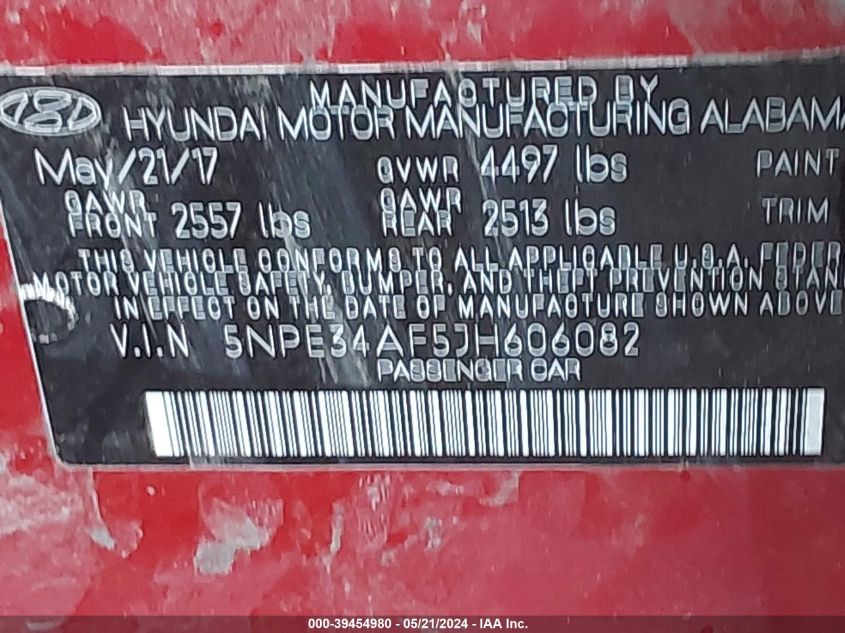 MANUFACTURED BY
HYUNDAI MOTOR MANUFACTURING ALABAMA
May/21/17 GVWR 4497 lbs PAINT
GAWR FRONT 2557 lbs GAWR REAR 2513 lbs TRIM
THIS VEHICLE CONFORMS TO ALL APPLICABLE U.S.A. FEDER
MOTOR VEHICLE SAFETY, BUMPER, AND THEFT PREVENTION STAN
IN EFFECT ON THE DATE OF MANUFACTURE SHOWN ABOVE.
V.I.N 5NPE34AF5JH606082
PASSENGER CAR
000-39454980 - 05/21/2024 - IAA Inc.